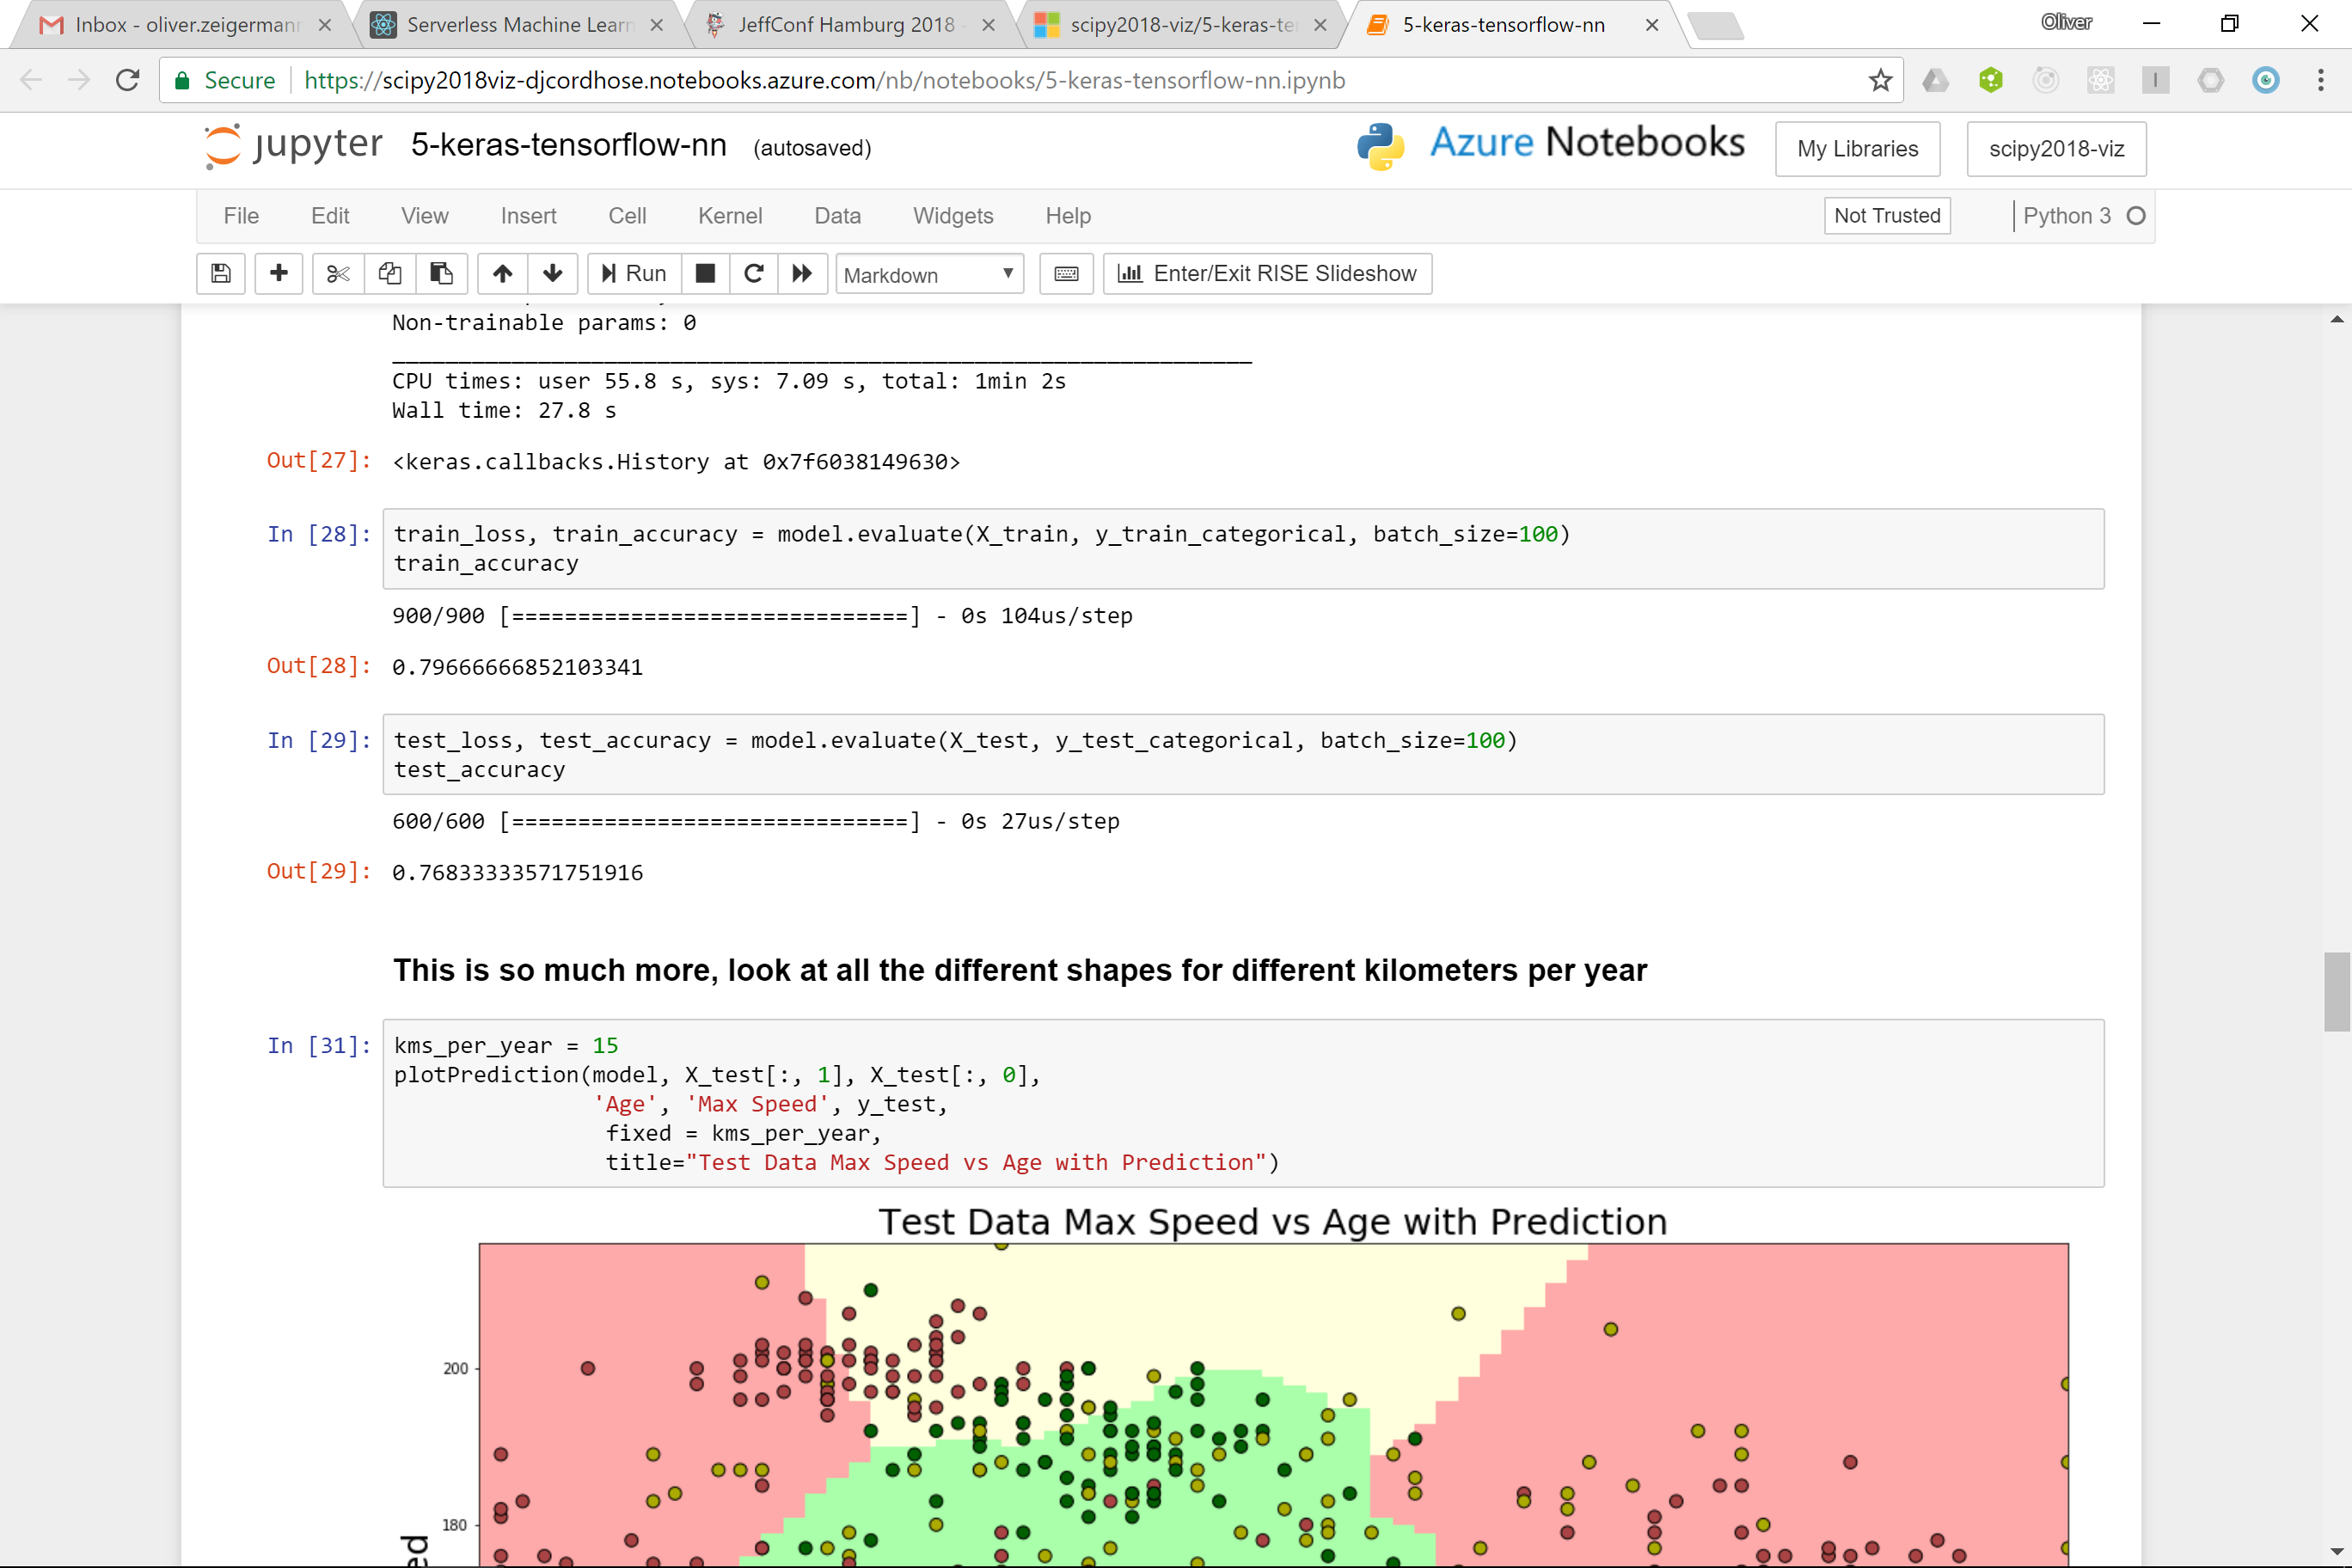 Inbox - oliver.zeigermann
Serverless Machine Learn
JeffConf Hamburg 2018 -
scipy2018-viz/5-keras-te
5-keras-tensorflow-nn
Oliver
Secure https://scipy2018viz-djcordhose.notebooks.azure.com/nb/notebooks/5-keras-tensorflow-nn.ipynb
jupyter 5-keras-tensorflow-nn (autosaved)
Azure Notebooks
My Libraries
scipy2018-viz
File Edit View Insert Cell Kernel Data Widgets Help
Not Trusted
Python 3
Run
Markdown
Enter/Exit RISE Slideshow
Non-trainable params: 0
_________________________________________________________________
CPU times: user 55.8 s, sys: 7.09 s, total: 1min 2s
Wall time: 27.8 s
Out[27]: <keras.callbacks.History at 0x7f6038149630>
In [28]: train_loss, train_accuracy = model.evaluate(X_train, y_train_categorical, batch_size=100)
train_accuracy
900/900 [==============================] - 0s 104us/step
Out[28]: 0.79666666852103341
In [29]: test_loss, test_accuracy = model.evaluate(X_test, y_test_categorical, batch_size=100)
test_accuracy
600/600 [==============================] - 0s 27us/step
Out[29]: 0.76833333571751916
This is so much more, look at all the different shapes for different kilometers per year
In [31]: kms_per_year = 15
plotPrediction(model, X_test[:, 1], X_test[:, 0],
'Age', 'Max Speed', y_test,
fixed = kms_per_year,
title="Test Data Max Speed vs Age with Prediction")
Test Data Max Speed vs Age with Prediction
200
180
ed